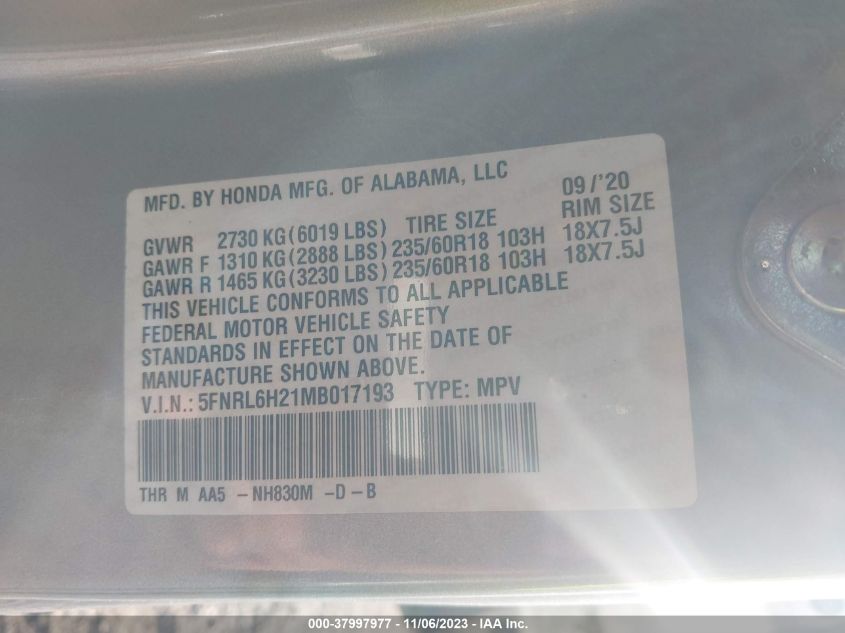 MFD. BY HONDA MFG. OF ALABAMA, LLC 09/'20
GVWR 2730 KG (6019 LBS) TIRE SIZE RIM SIZE
GAWR F 1310 KG (2888 LBS) 235/60R18 103H 18X7.5J
GAWR R 1465 KG (3230 LBS) 235/60R18 103H 18X7.5J
THIS VEHICLE CONFORMS TO ALL APPLICABLE
FEDERAL MOTOR VEHICLE SAFETY
STANDARDS IN EFFECT ON THE DATE OF
MANUFACTURE SHOWN ABOVE.
V.I.N.: 5FNRL6H21MB017193 TYPE: MPV
THR M AA5 -NH830M -D-B
000-37997977 - 11/06/2023 - IAA Inc.